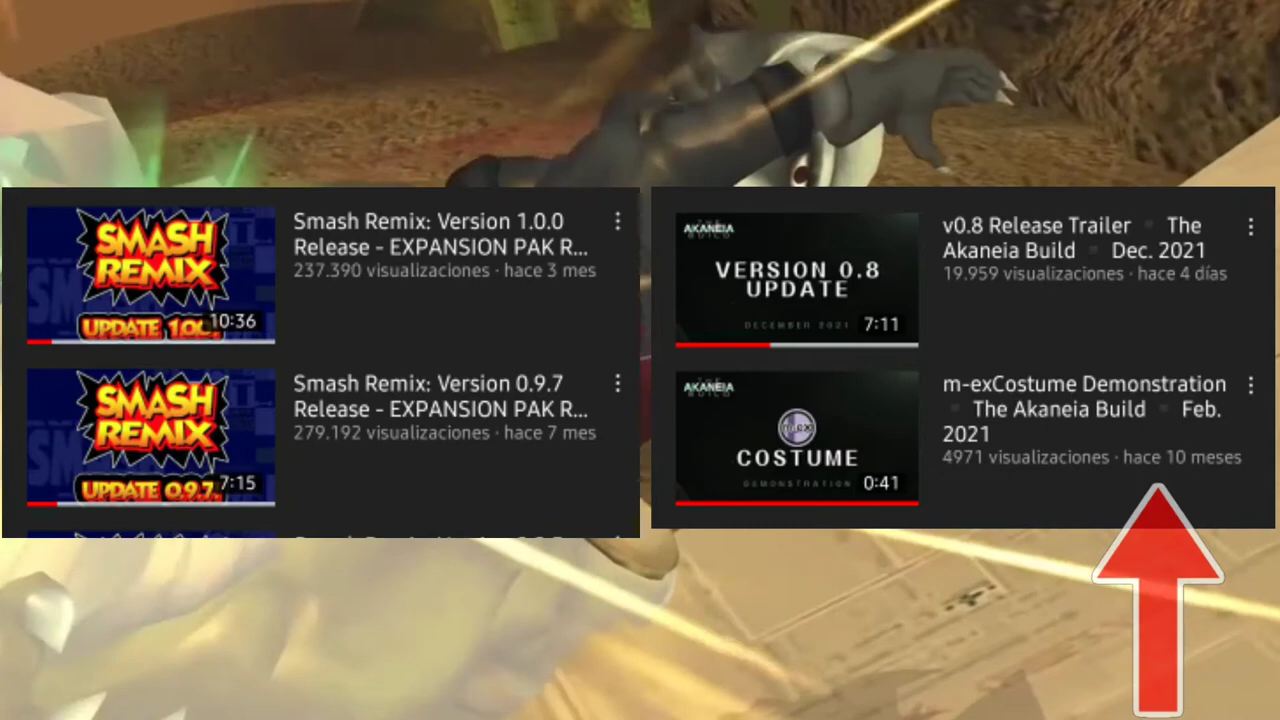 SMASH
REMIX
UPDATE 1.0.0
10:36
Smash Remix: Version 1.0.0
Release - EXPANSION PAK R...
237.390 visualizaciones · hace 3 mes
SMASH
REMIX
UPDATE 0.9.7
7:15
Smash Remix: Version 0.9.7
Release - EXPANSION PAK R...
279.192 visualizaciones · hace 7 mes
AKANEIA
BUILD
VERSION 0.8
UPDATE
DECEMBER 2021
7:11
v0.8 Release Trailer The
Akaneia Build Dec. 2021
19.959 visualizaciones · hace 4 días
AKANEIA
BUILD
m-ex
COSTUME
DEMONSTRATION
0:41
m-exCostume Demonstration
The Akaneia Build Feb.
2021
4971 visualizaciones · hace 10 meses